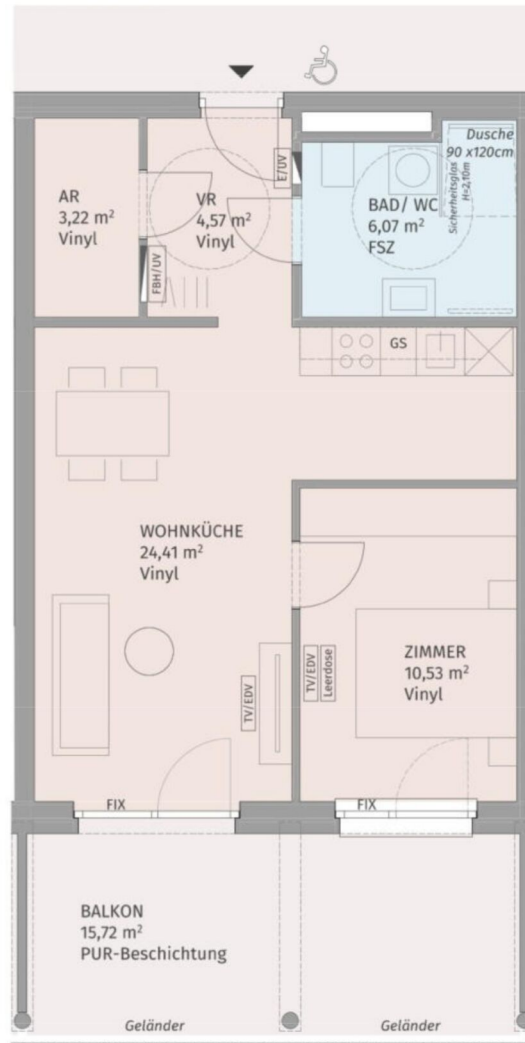 AR
3,22 m²
Vinyl
VR
4,57 m²
Vinyl
E/UV
FBH/UV
BAD/ WC
6,07 m²
FSZ
Dusche
90 x120cm
Sicherheitsglas
H=2,10m
GS
WOHNKÜCHE
24,41 m²
Vinyl
TV/EDV
TV/EDV
Leerdose
ZIMMER
10,53 m²
Vinyl
FIX
FIX
BALKON
15,72 m²
PUR-Beschichtung
Geländer
Geländer